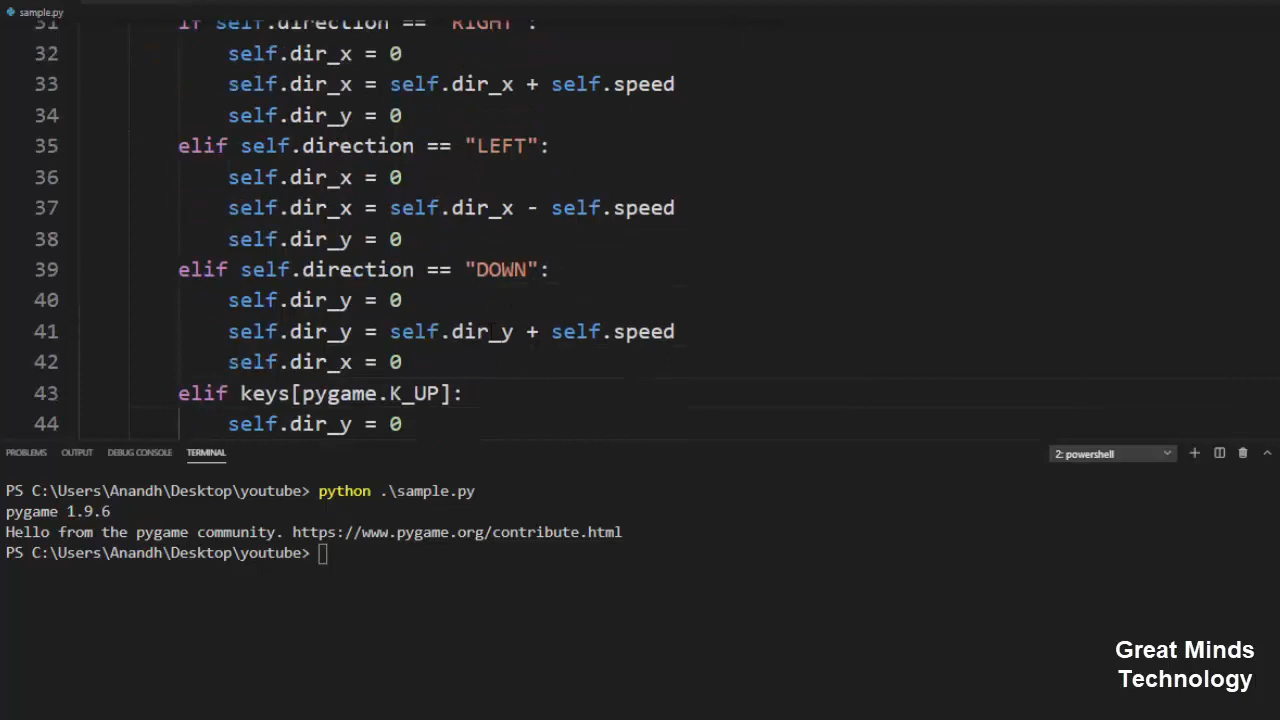 sample.py
31 if self.direction == "RIGHT":
32 self.dir_x = 0
33 self.dir_x = self.dir_x + self.speed
34 self.dir_y = 0
35 elif self.direction == "LEFT":
36 self.dir_x = 0
37 self.dir_x = self.dir_x - self.speed
38 self.dir_y = 0
39 elif self.direction == "DOWN":
40 self.dir_y = 0
41 self.dir_y = self.dir_y + self.speed
42 self.dir_x = 0
43 elif keys[pygame.K_UP]:
44 self.dir_y = 0
PROBLEMS OUTPUT DEBUG CONSOLE TERMINAL 2: powershell
PS C:\Users\Anandh\Desktop\youtube> python .\sample.py
pygame 1.9.6
Hello from the pygame community. https://www.pygame.org/contribute.html
PS C:\Users\Anandh\Desktop\youtube>
Great Minds
Technology